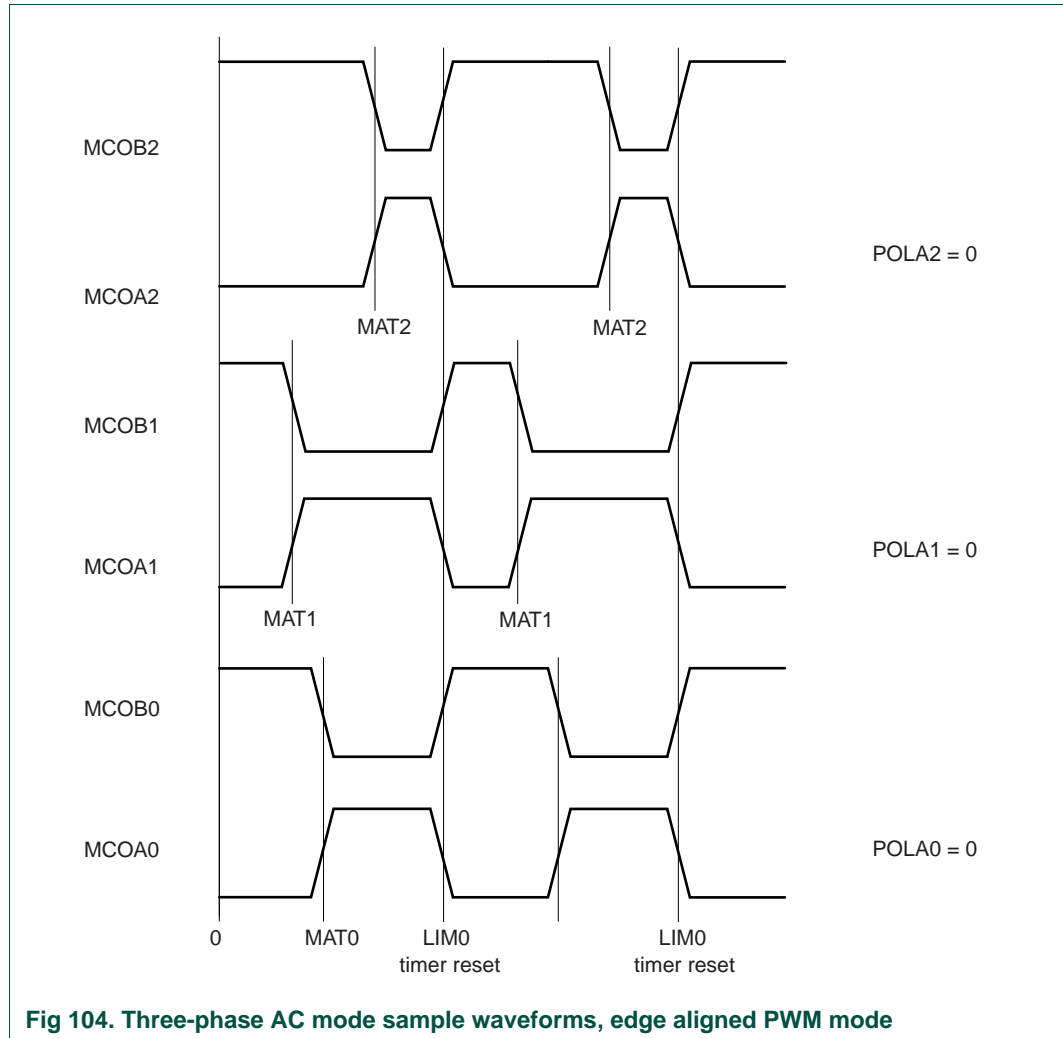 MCOB2
POLA2 = 0
MCOA2
MAT2 MAT2
MCOB1
MCOA1
POLA1 = 0
MAT1 MAT1
MCOB0
MCOA0
POLA0 = 0
0 MAT0 LIM0 LIM0
timer reset timer reset
Fig 104. Three-phase AC mode sample waveforms, edge aligned PWM mode